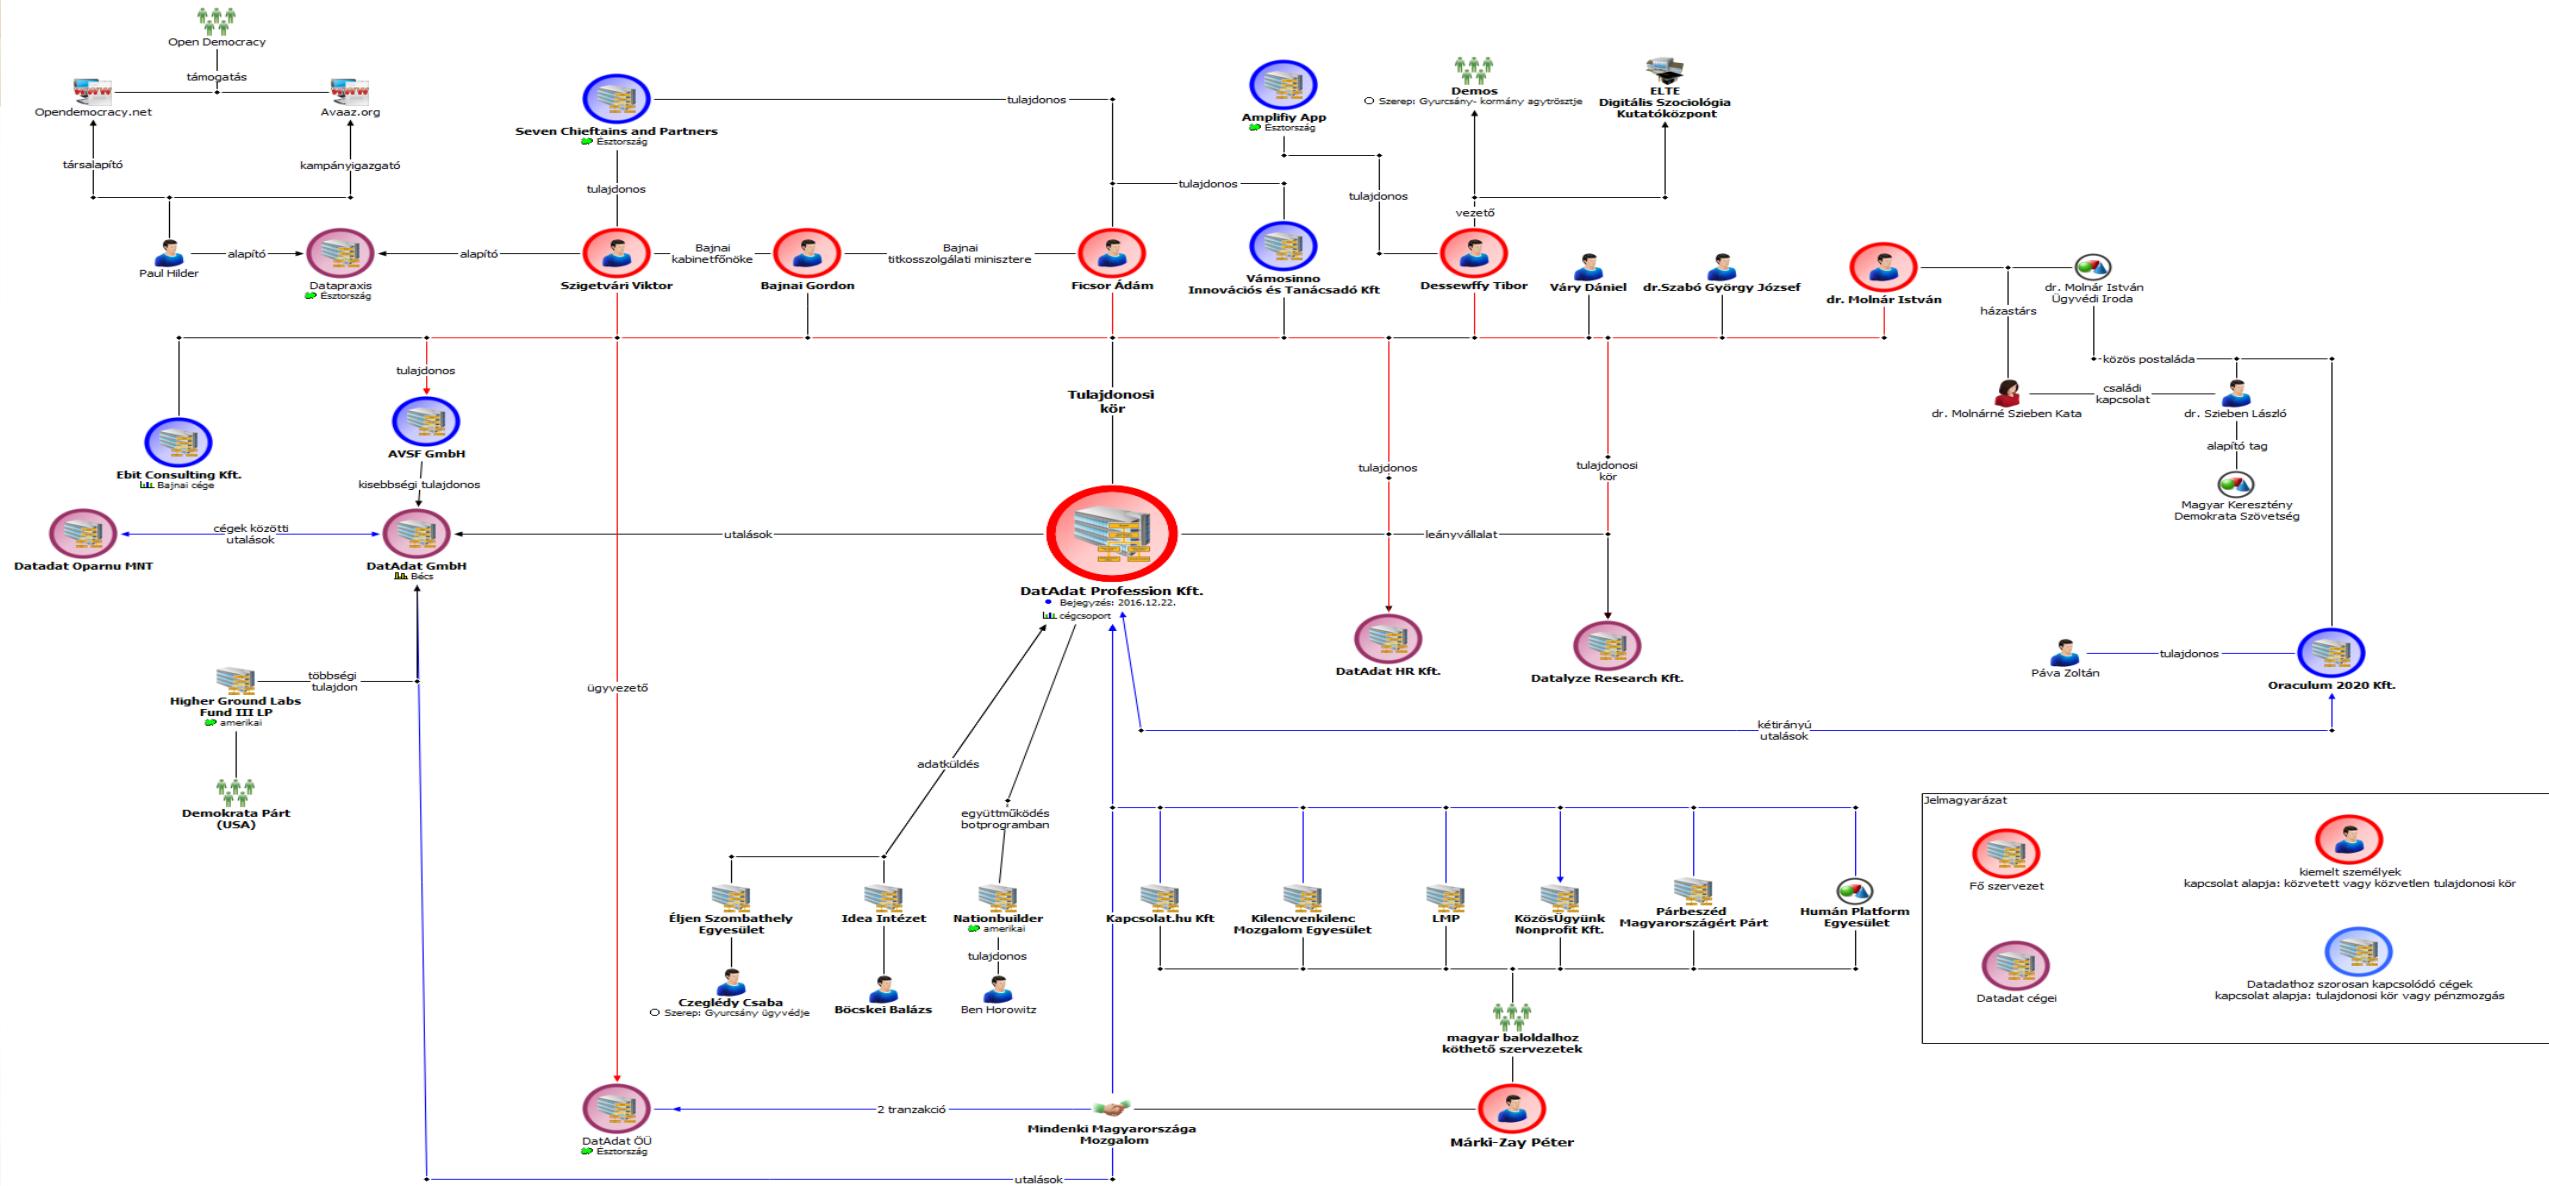 Open Democracy
támogatás
Opendemocracy.net
Avaaz.org
társalapító
kampányigazgató
Paul Hilder
alapító
Datapraxis
Észtország
alapító
Seven Chieftains and Partners
Észtország
tulajdonos
tulajdonos
Szigetvári Viktor
Bajnai
kabinetfőnöke
Bajnai Gordon
Bajnai
titkosszolgálati minisztere
Ficsor Ádám
tulajdonos
Vámosinno
Innovációs és Tanácsadó Kft
Amplifiy App
Észtország
tulajdonos
Demos
Szerep: Gyurcsány- kormány agytrösztje
ELTE
Digitális Szociológia
Kutatóközpont
vezető
Dessewffy Tibor
Váry Dániel
dr.Szabó György József
dr. Molnár István
dr. Molnár István
Ügyvédi Iroda
házastárs
közös postaláda
dr. Molnárné Szieben Kata
családi
kapcsolat
dr. Szieben László
alapító tag
Magyar Keresztény
Demokrata Szövetség
tulajdonos
Ebit Consulting Kft.
Bajnai cége
AVSF GmbH
kisebbségi tulajdonos
Tulajdonosi
kör
tulajdonos
tulajdonosi
kör
Datadat Oparnu MNT
cégek közötti
utalások
DatAdat GmbH
Bécs
utalások
DatAdat Profession Kft.
Bejegyzés: 2016.12.22.
cégcsoport
leányvállalat
DatAdat HR Kft.
Datalyze Research Kft.
Páva Zoltán
tulajdonos
Oraculum 2020 Kft.
kétirányú
utalások
Higher Ground Labs
Fund III LP
amerikai
többségi
tulajdon
Demokrata Párt
(USA)
ügyvezető
adatküldés
együttműködés
botprogramban
Éljen Szombathely
Egyesület
Idea Intézet
Nationbuilder
amerikai
tulajdonos
Czeglédy Csaba
Szerep: Gyurcsány ügyvédje
Böcskei Balázs
Ben Horowitz
Kapcsolat.hu Kft
Kilencvenkilenc
Mozgalom Egyesület
LMP
KözösÜgyünk
Nonprofit Kft.
Párbeszéd
Magyarországért Párt
Humán Platform
Egyesület
magyar baloldalhoz
köthető szervezetek
Márki-Zay Péter
Mindenki Magyarországa
Mozgalom
2 tranzakció
DatAdat ÖÜ
Észtország
utalások
Jelmagyarázat
Fő szervezet
kiemelt személyek
kapcsolat alapja: közvetett vagy közvetlen tulajdonosi kör
Datadat cégei
Datadathoz szorosan kapcsolódó cégek
kapcsolat alapja: tulajdonosi kör vagy pénzmozgás